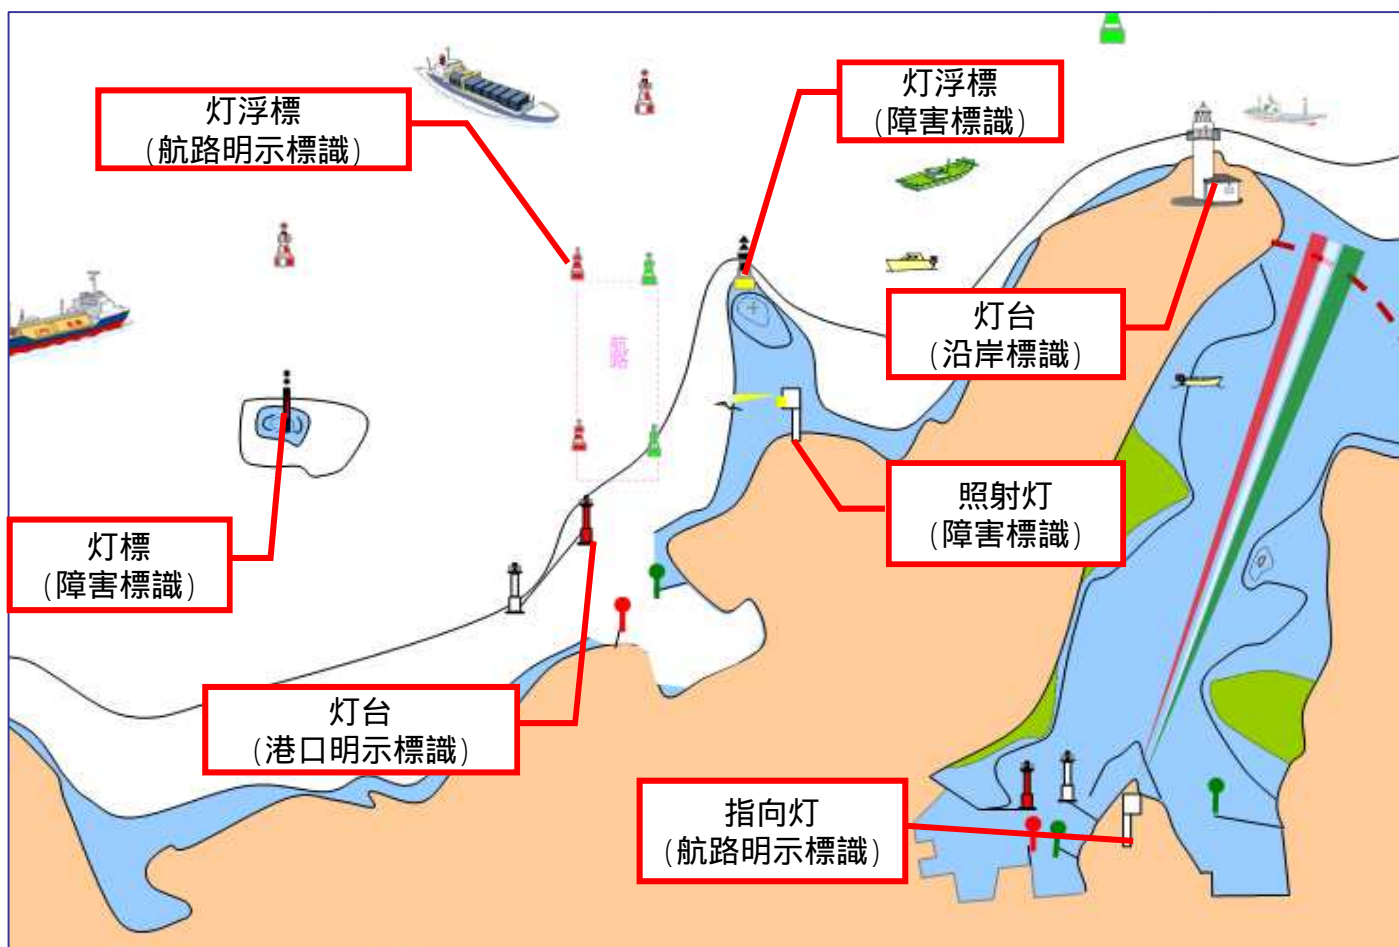 灯浮標
(航路明示標識)
灯浮標
(障害標識)
灯台
(沿岸標識)
航路
照射灯
(障害標識)
灯標
(障害標識)
灯台
(港口明示標識)
指向灯
(航路明示標識)